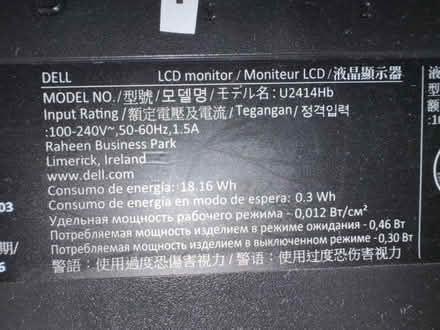 DELL LCD monitor / Moniteur LCD / 液晶顯示器
MODEL NO. / 型號 / 모델명 / モデル名 : U2414Hb
Input Rating / 額定電壓及電流 / Tegangan / 정격입력
:100-240V~,50-60Hz,1.5A
Raheen Business Park
Limerick, Ireland
www.dell.com
Consumo de energía: 18.16 Wh
Consumo de energía en modo de espera: 0.3 Wh
Удельная мощность рабочего режима – 0,012 Вт/см²
Потребляемая мощность изделием в режиме ожидания - 0,46 Вт
Потребляемая мощность изделием в выключенном режиме – 0,30 Вт
警語 : 使用過度恐傷害視力 / 警语 : 使用过度恐伤害视力
03
期/
6